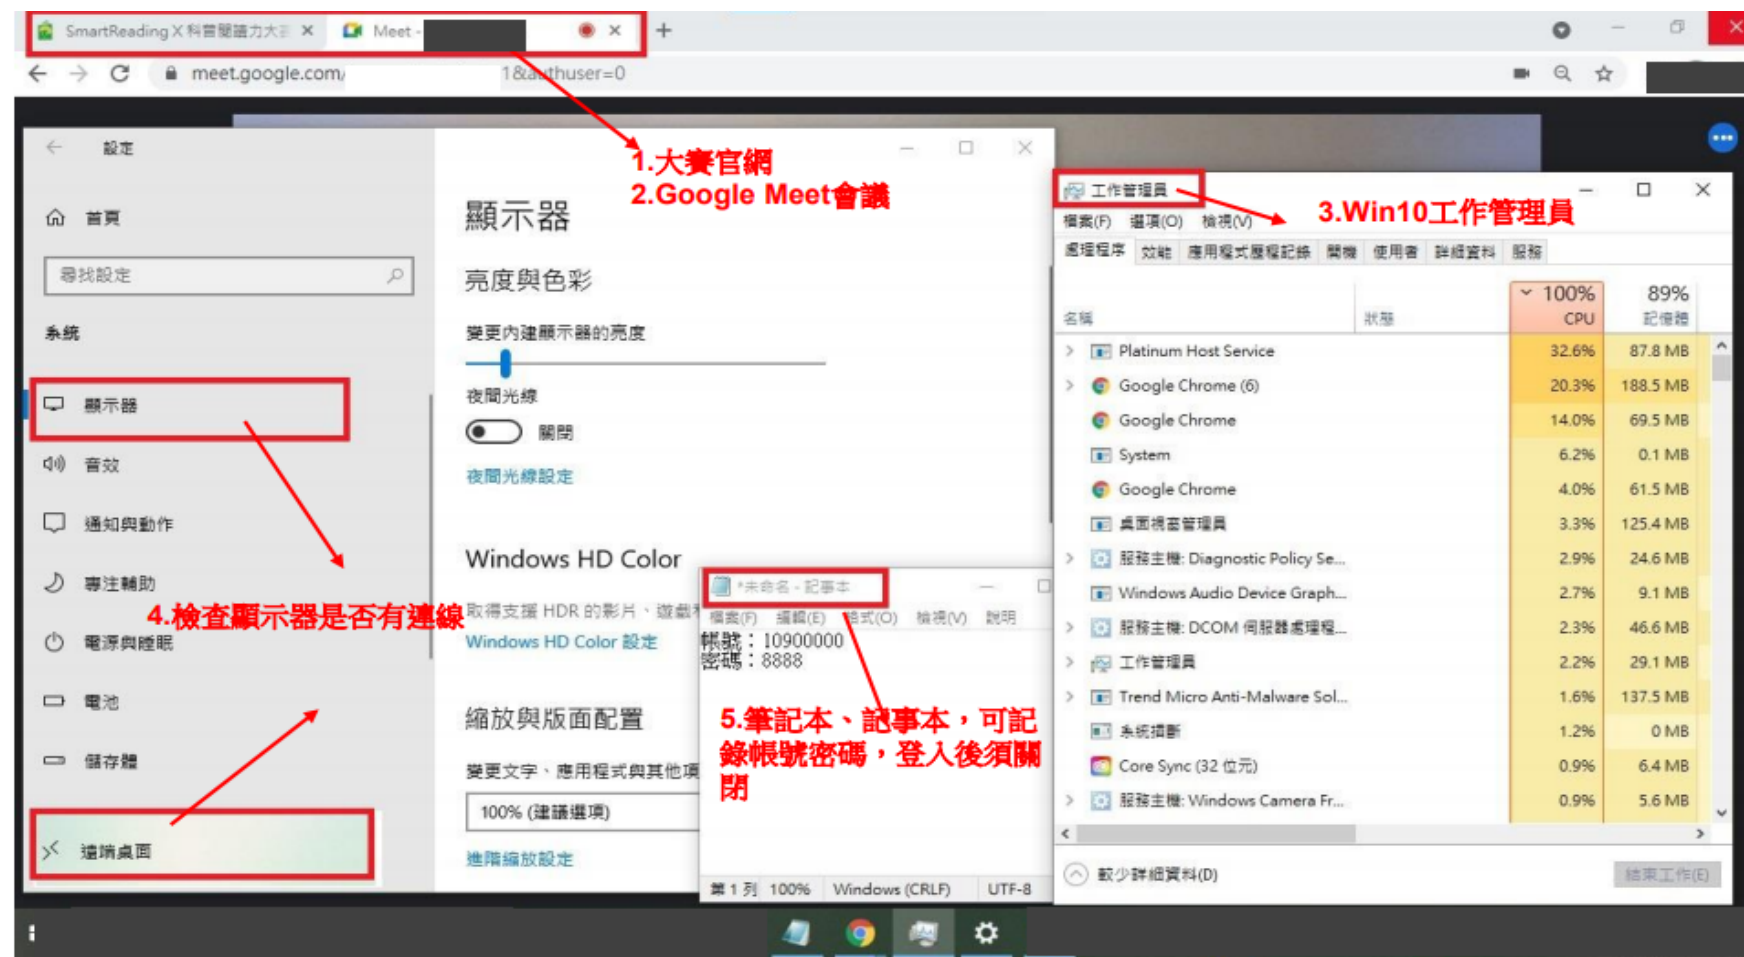 SmartReading X 科普閱讀力大
Meet -
meet.google.com/
1&authuser=0
設定
首頁
尋找設定
系統
顯示器
音效
通知與動作
專注輔助
4.檢查顯示器是否有連線
電源與睡眠
電池
儲存體
遠端桌面
顯示器
亮度與色彩
變更內建顯示器的亮度
夜間光線
關閉
夜間光線設定
Windows HD Color
取得支援 HDR 的影片、遊戲
Windows HD Color 設定
縮放與版面配置
變更文字、應用程式與其他項
100% (建議選項)
進階縮放設定
1.大賽官網
2.Google Meet會議
*未命名 - 記事本
檔案(F) 編輯(E) 格式(O) 檢視(V) 說明
帳號：10900000
密碼：8888
5.筆記本、記事本，可記
錄帳號密碼，登入後須關
閉
第 1 列 100% Windows (CRLF) UTF-8
工作管理員
3.Win10工作管理員
檔案(F) 選項(O) 檢視(V)
處理程序 效能 應用程式歷程記錄 開機 使用者 詳細資料 服務
100% 89%
名稱 狀態 CPU 記憶體
Platinum Host Service 32.6% 87.8 MB
Google Chrome (6) 20.3% 188.5 MB
Google Chrome 14.0% 69.5 MB
System 6.2% 0.1 MB
Google Chrome 4.0% 61.5 MB
桌面視窗管理員 3.3% 125.4 MB
服務主機: Diagnostic Policy Se... 2.9% 24.6 MB
Windows Audio Device Graph... 2.7% 9.1 MB
服務主機: DCOM 伺服器處理程... 2.3% 46.6 MB
工作管理員 2.2% 29.1 MB
Trend Micro Anti-Malware Sol... 1.6% 137.5 MB
系統插斷 1.2% 0 MB
Core Sync (32 位元) 0.9% 6.4 MB
服務主機: Windows Camera Fr... 0.9% 5.6 MB
較少詳細資料(D)
結束工作(E)